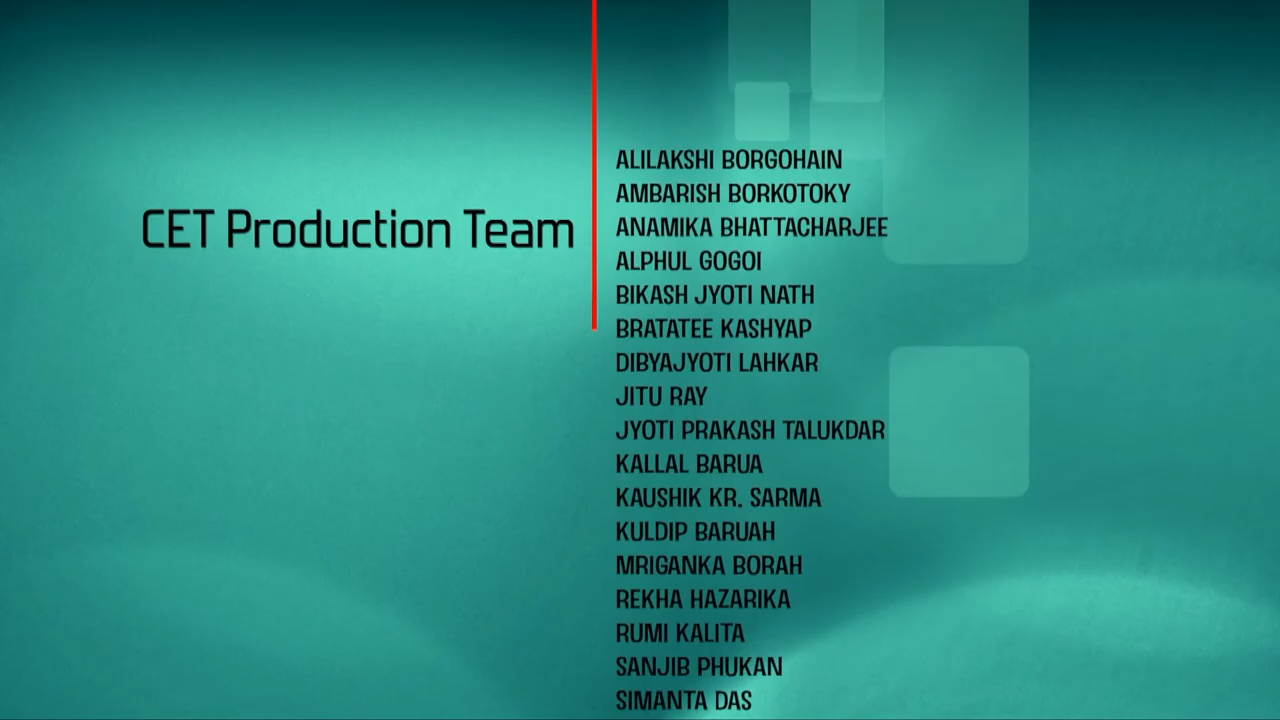 CET Production Team
ALILAKSHI BORGOHAIN
AMBARISH BORKOTOKY
ANAMIKA BHATTACHARJEE
ALPHUL GOGOI
BIKASH JYOTI NATH
BRATATEE KASHYAP
DIBYAJYOTI LAHKAR
JITU RAY
JYOTI PRAKASH TALUKDAR
KALLAL BARUA
KAUSHIK KR. SARMA
KULDIP BARUAH
MRIGANKA BORAH
REKHA HAZARIKA
RUMI KALITA
SANJIB PHUKAN
SIMANTA DAS